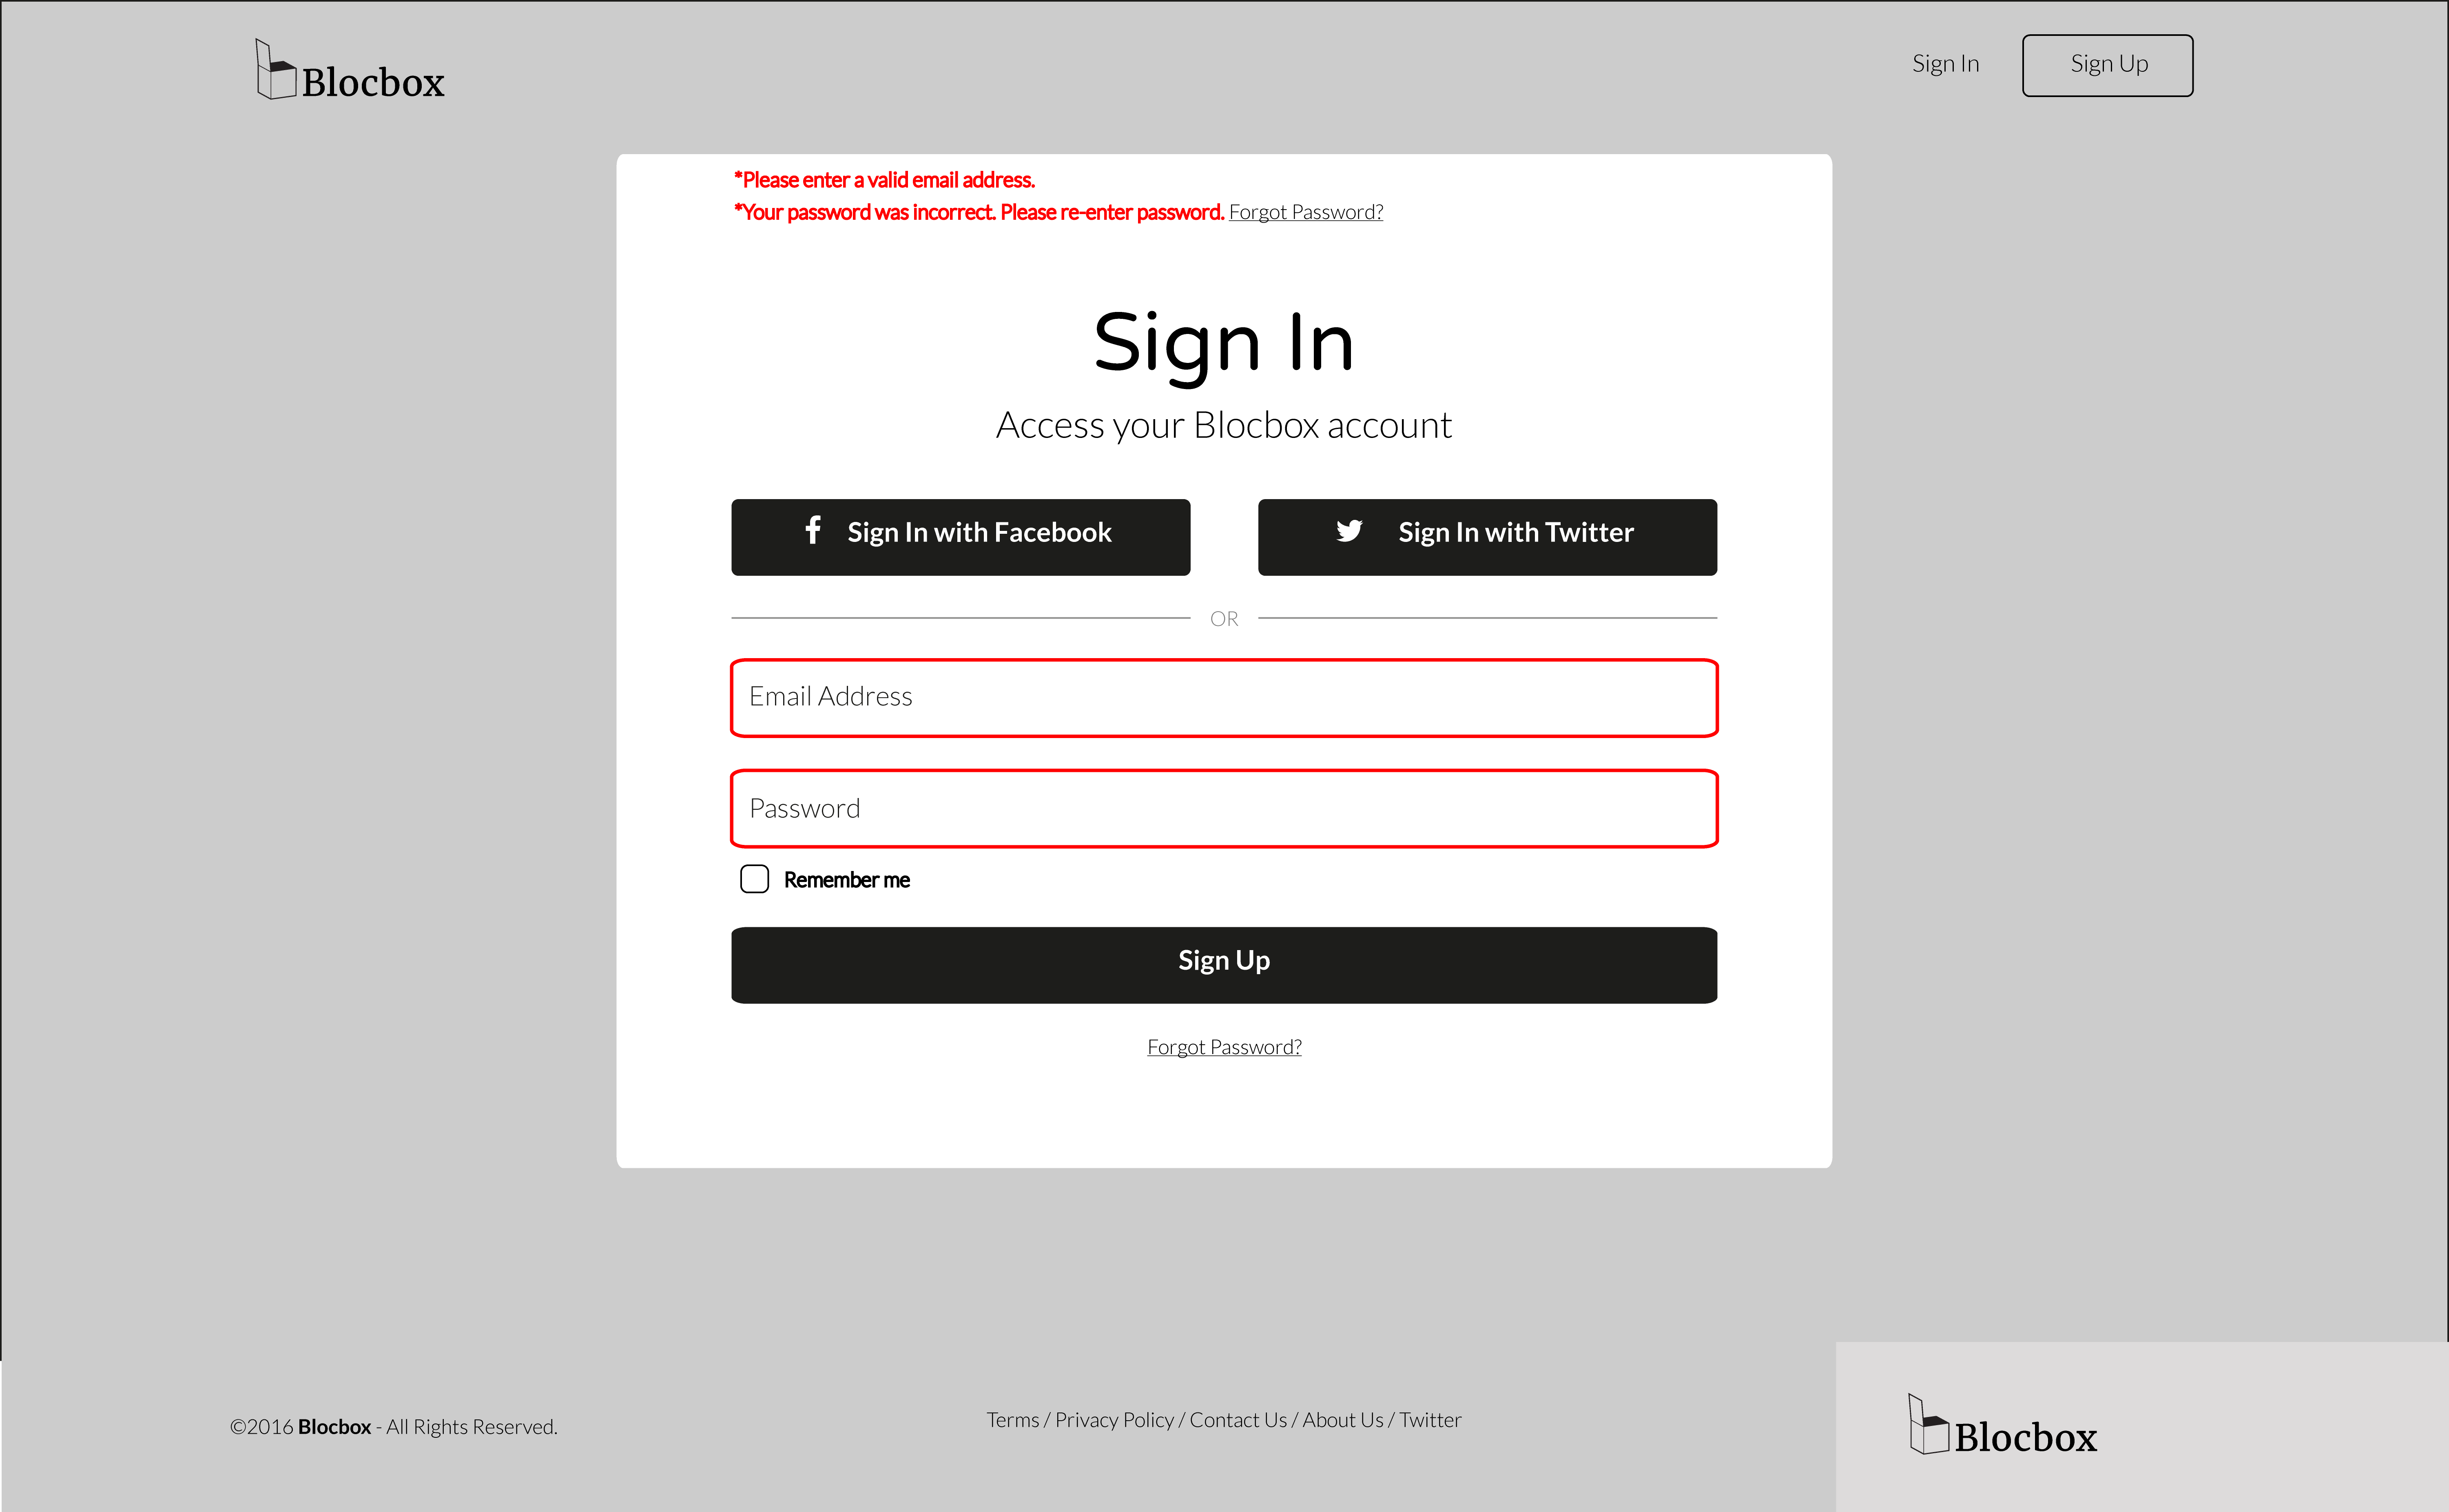 Blocbox
Sign In
Sign Up
*Please enter a valid email address.
*Your password was incorrect. Please re-enter password. Forgot Password?
Sign In
Access your Blocbox account
Sign In with Facebook
Sign In with Twitter
OR
Email Address
Password
Remember me
Sign Up
Forgot Password?
©2016 Blocbox - All Rights Reserved.
Terms / Privacy Policy / Contact Us / About Us / Twitter
Blocbox